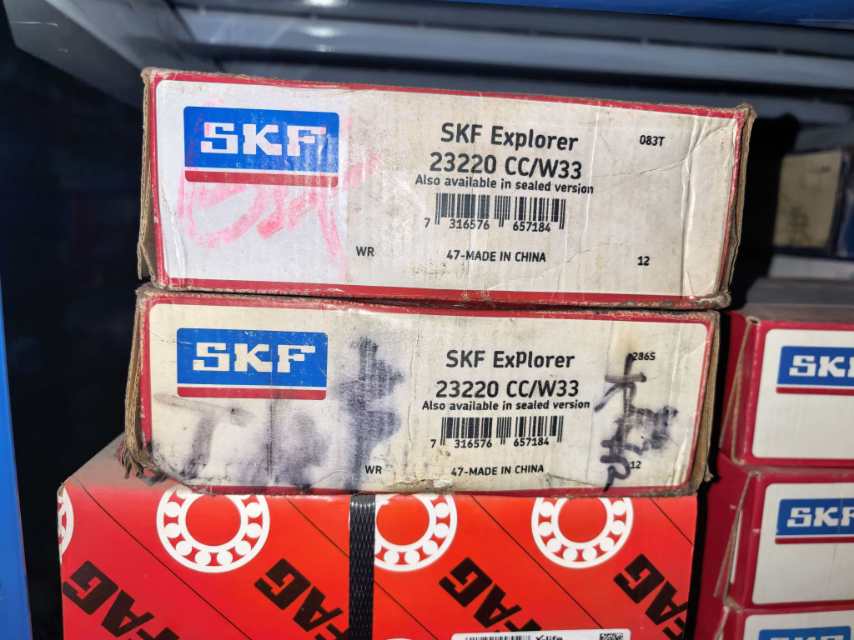 SKF
SKF Explorer
083T
23220 CC/W33
Also available in sealed version
7 316576 657184
WR
47-MADE IN CHINA
12
SKF
SKF Explorer
286S
23220 CC/W33
Also available in sealed version
7 316576 657184
WR
47-MADE IN CHINA
12
FAG
FAG
FAG
X-life
SKF
SKF
SKF